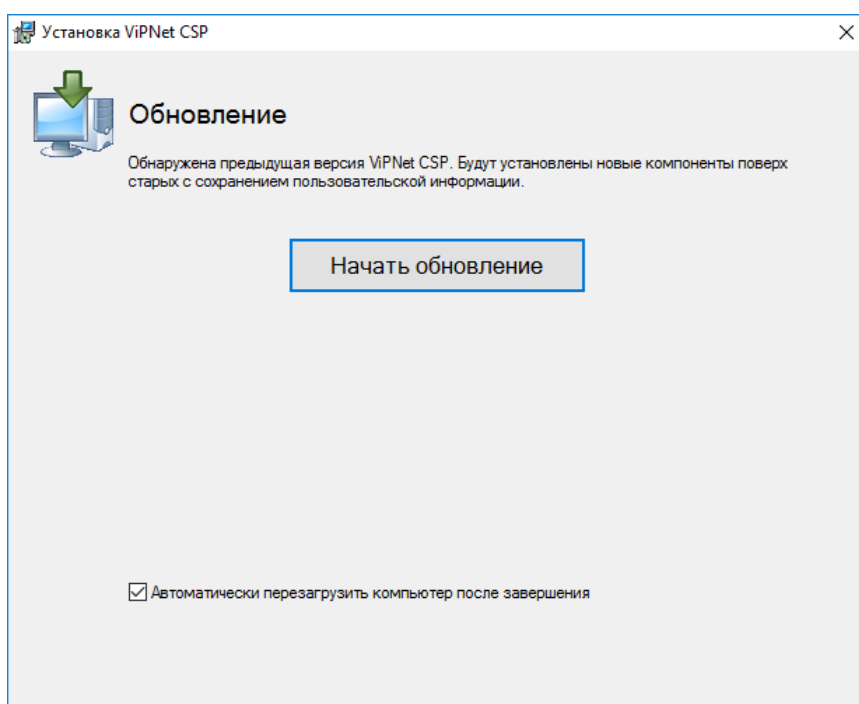 Установка ViPNet CSP
Обновление
Обнаружена предыдущая версия ViPNet CSP. Будут установлены новые компоненты поверх
старых с сохранением пользовательской информации.
Начать обновление
Автоматически перезагрузить компьютер после завершения